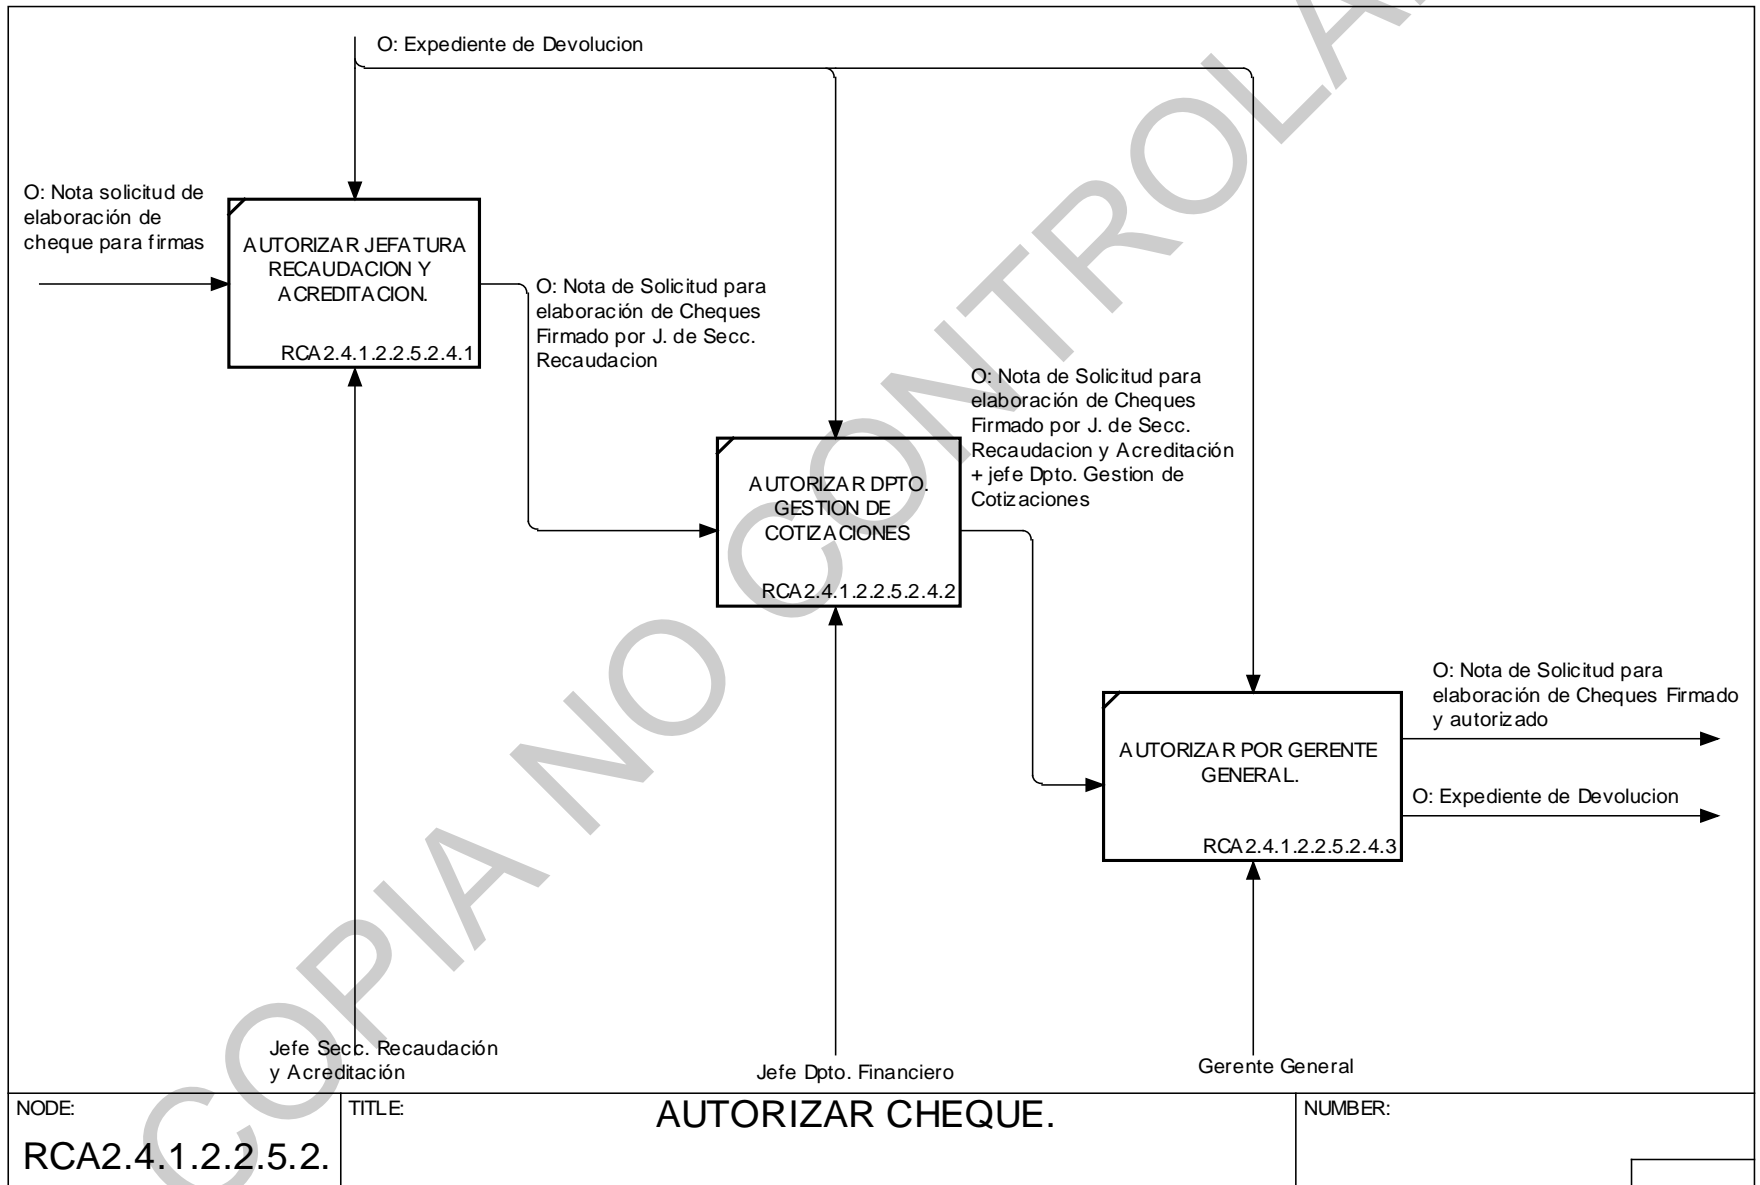 O: Expediente de Devolucion
O: Nota solicitud de
elaboración de
cheque para firmas
AUTORIZAR JEFATURA
RECAUDACION Y
ACREDITACION.
RCA2.4.1.2.2.5.2.4.1
O: Nota de Solicitud para
elaboración de Cheques
Firmado por J. de Secc.
Recaudacion
O: Nota de Solicitud para
elaboración de Cheques
Firmado por J. de Secc.
Recaudacion y Acreditación
+ jefe Dpto. Gestion de
Cotizaciones
AUTORIZAR DPTO.
GESTION DE
COTIZACIONES
RCA2.4.1.2.2.5.2.4.2
O: Nota de Solicitud para
elaboración de Cheques Firmado
y autorizado
AUTORIZAR POR GERENTE
GENERAL.
O: Expediente de Devolucion
RCA2.4.1.2.2.5.2.4.3
Jefe Secc. Recaudación
y Acreditación
Jefe Dpto. Financiero
Gerente General
NODE:
RCA2.4.1.2.2.5.2.
TITLE:
AUTORIZAR CHEQUE.
NUMBER:
COPIA NO CONTROLA